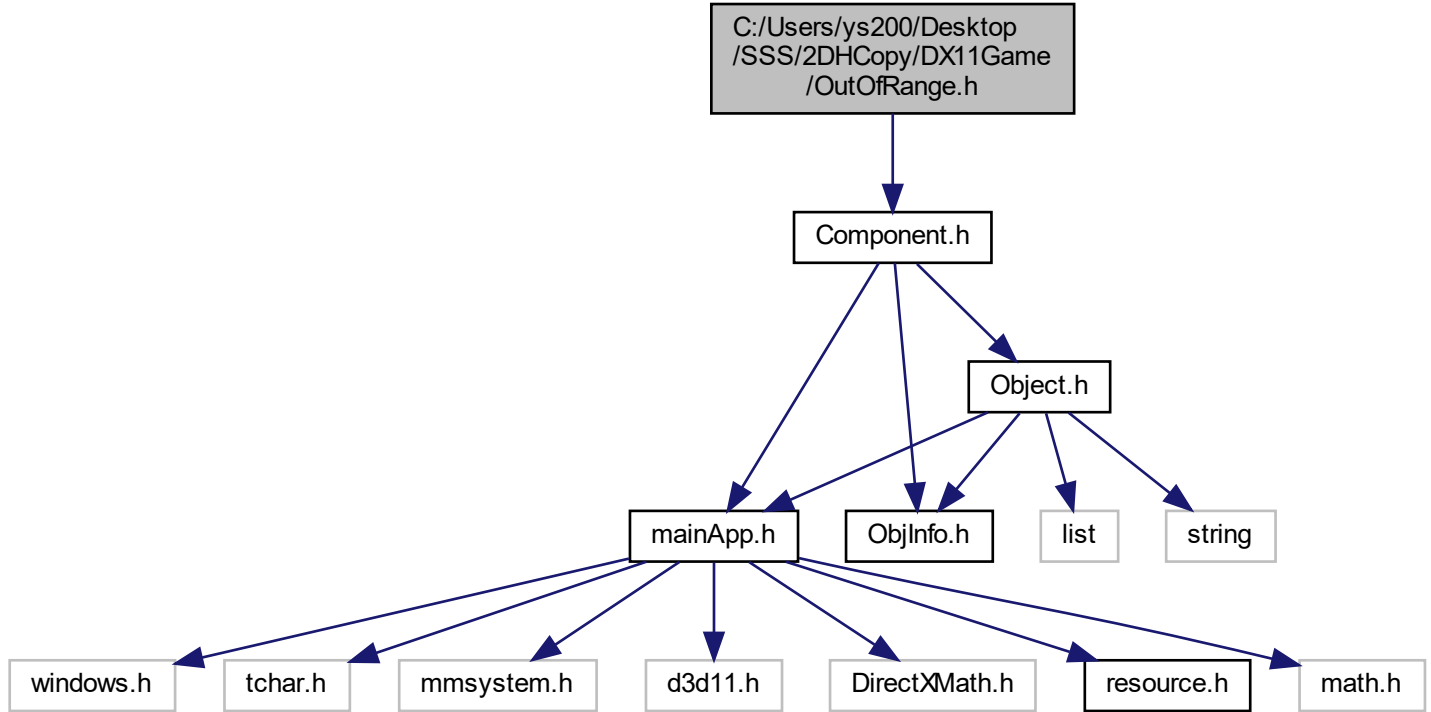 C:/Users/ys200/Desktop
/SSS/2DHCopy/DX11Game
/OutOfRange.h
Component.h
Object.h
mainApp.h
ObjInfo.h
list
string
windows.h
tchar.h
mmsystem.h
d3d11.h
DirectXMath.h
resource.h
math.h